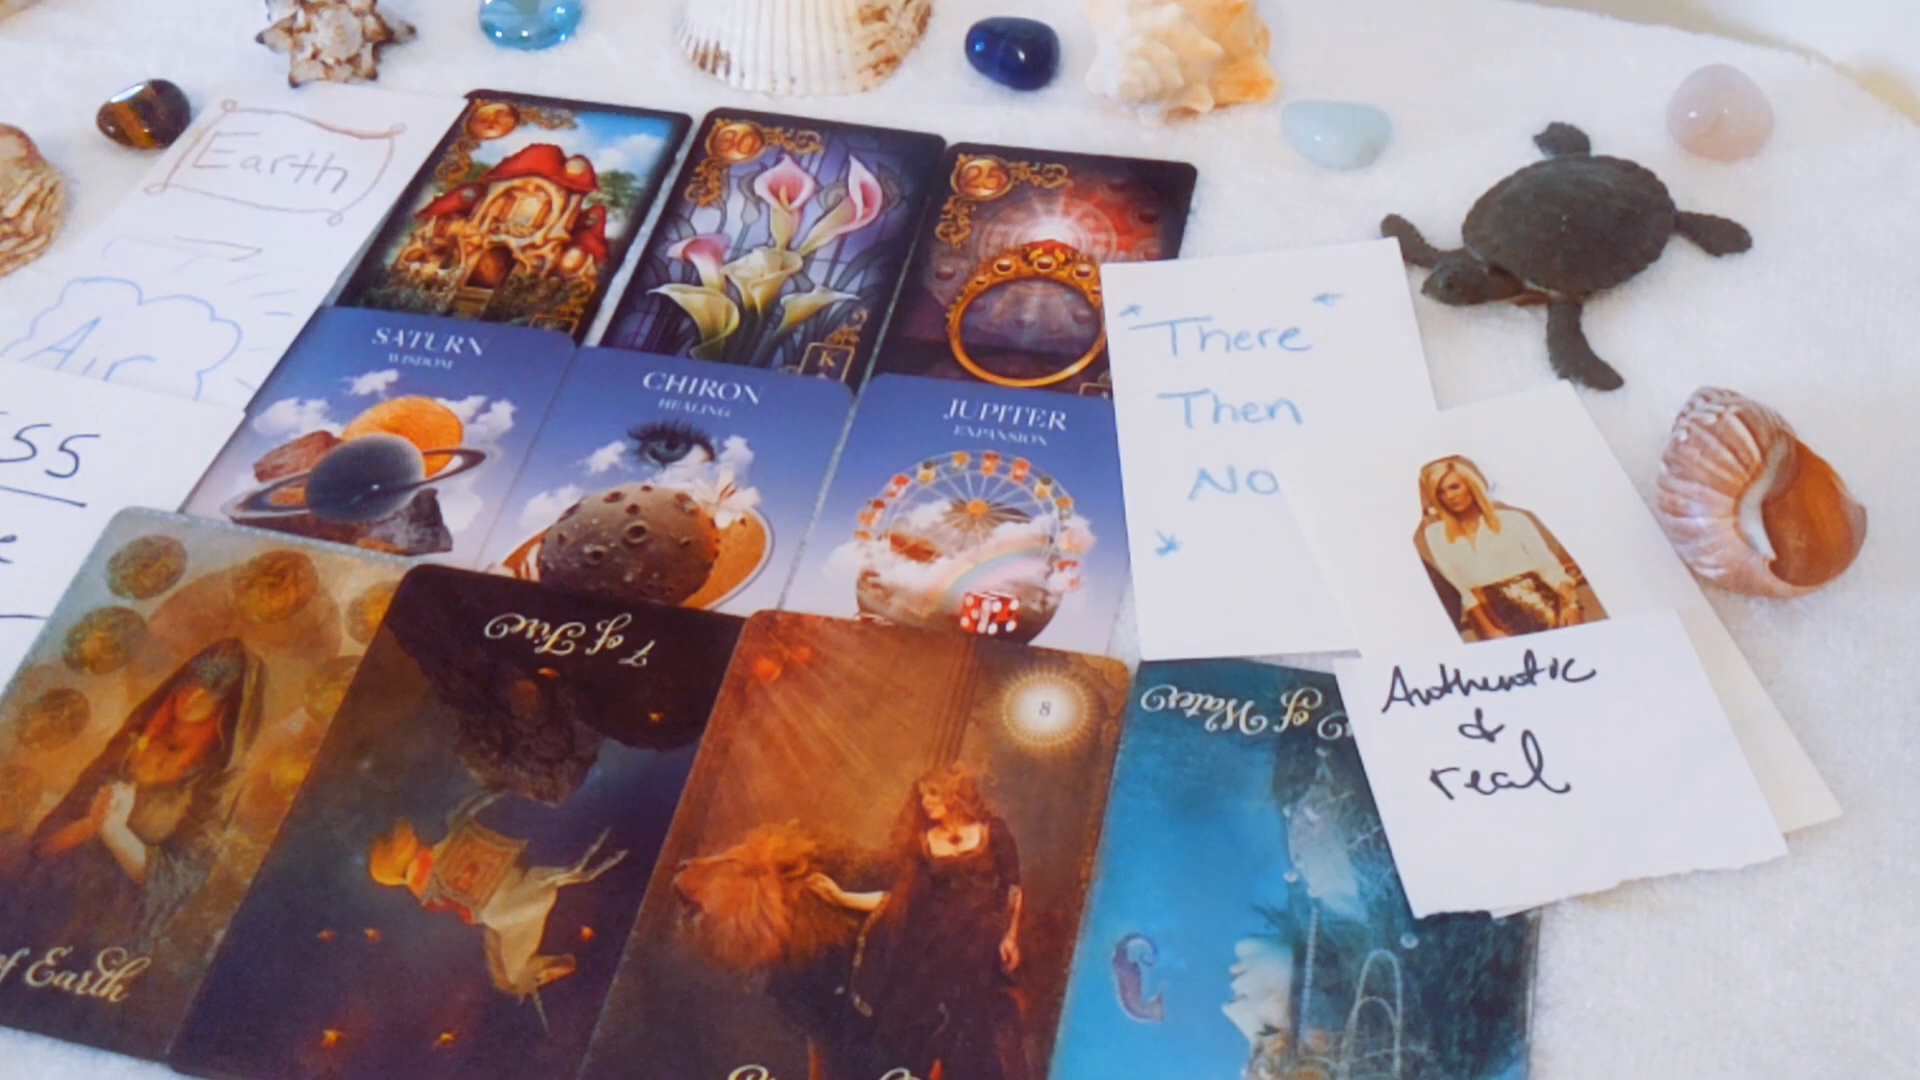 Earth
Air
SS
30
K
25
SATURN
WISDOM
CHIRON
HEALING
JUPITER
EXPANSION
There
Then
NO
Authentic
&
real
7 of Fire
8
of Water
of Earth